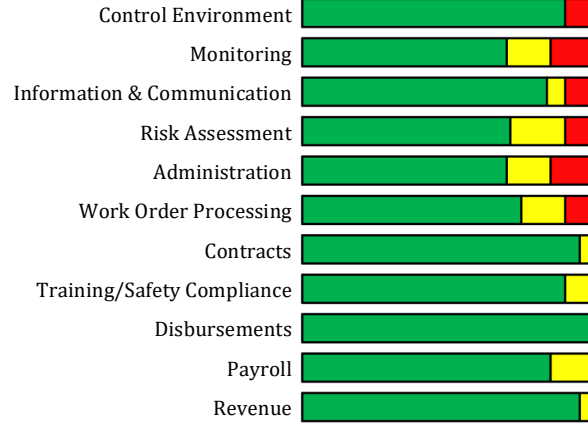 Control Environment
Monitoring
Information & Communication
Risk Assessment
Administration
Work Order Processing
Contracts
Training/Safety Compliance
Disbursements
Payroll
Revenue